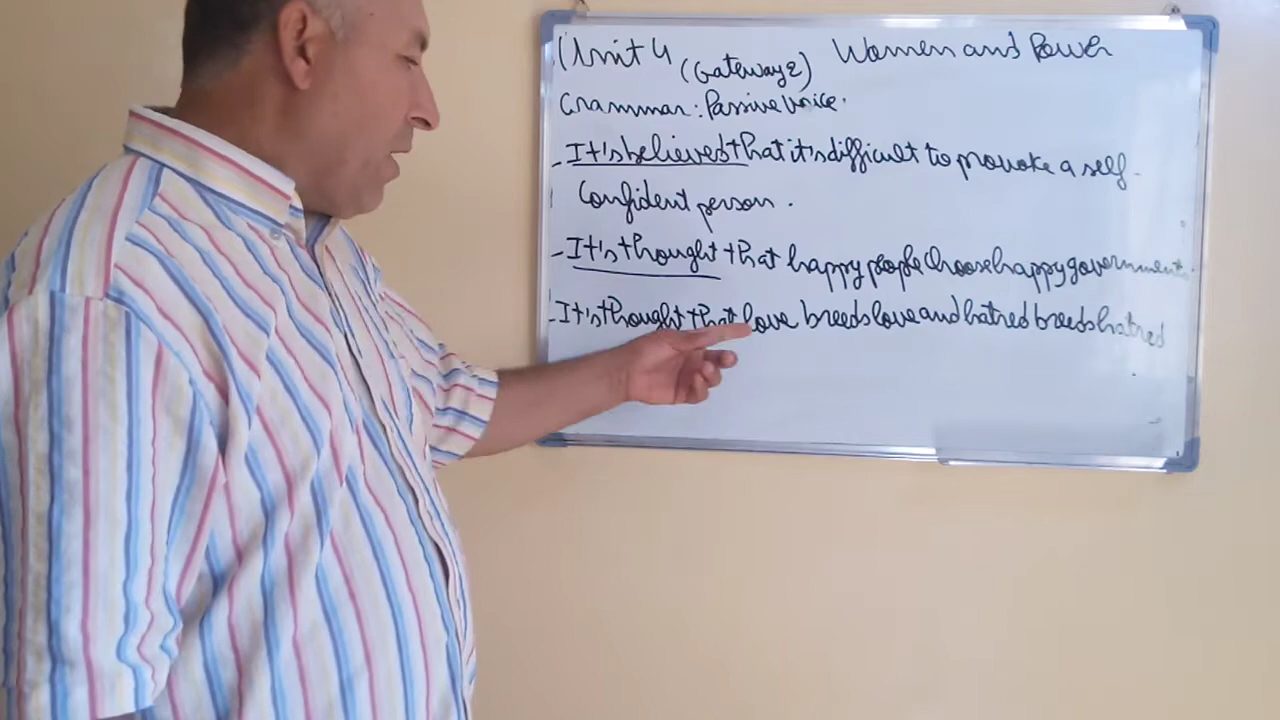 Unit 4 (Gateway 2) Women and Power
Grammar: Passive Voice.
- It's believed that it's difficult to provoke a self-
Confident person.
- It's thought that happy people choose happy governments.
- It's thought that love breeds love and hatred breeds hatred